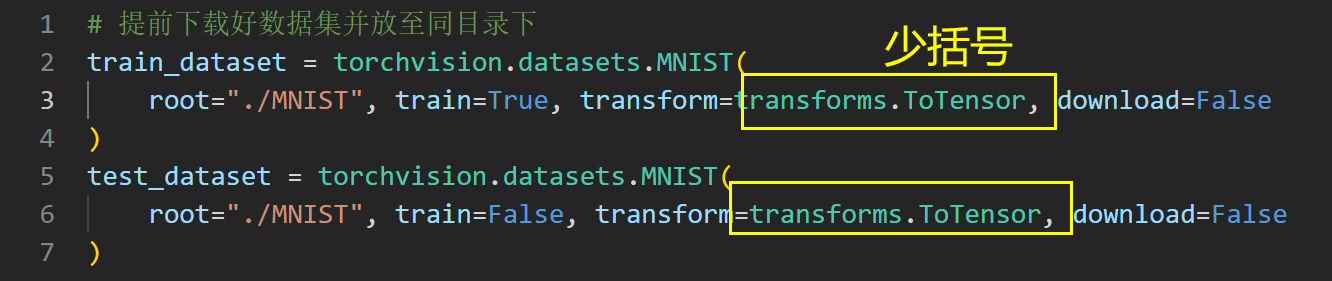 1 # 提前下载好数据集并放至同目录下
少括号
2 train_dataset = torchvision.datasets.MNIST(
3 root="./MNIST", train=True, transform=transforms.ToTensor, download=False
4 )
5 test_dataset = torchvision.datasets.MNIST(
6 root="./MNIST", train=False, transform=transforms.ToTensor, download=False
7 )